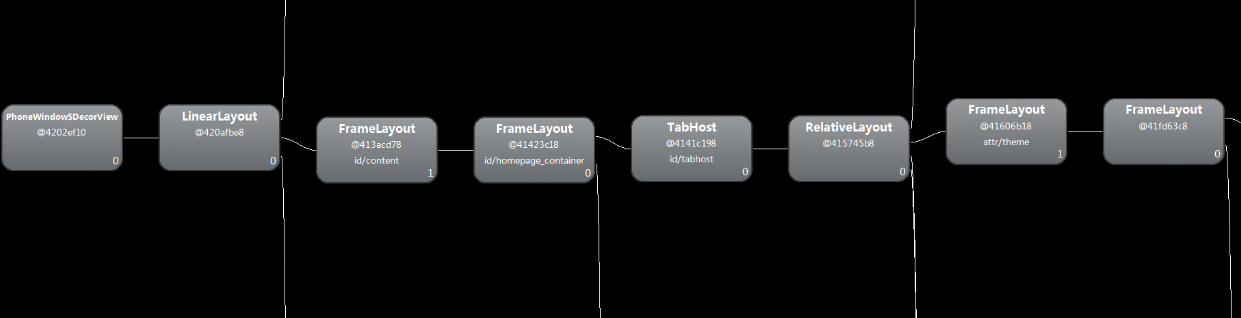 PhoneWindow$DecorView
@4202ef10
0
LinearLayout
@420afbe8
0
FrameLayout
@413acd78
id/content
1
FrameLayout
@41423c18
id/homepage_container
0
TabHost
@4141c198
id/tabhost
0
RelativeLayout
@415745b8
0
FrameLayout
@41606b18
attr/theme
1
FrameLayout
@41fd63c8
0